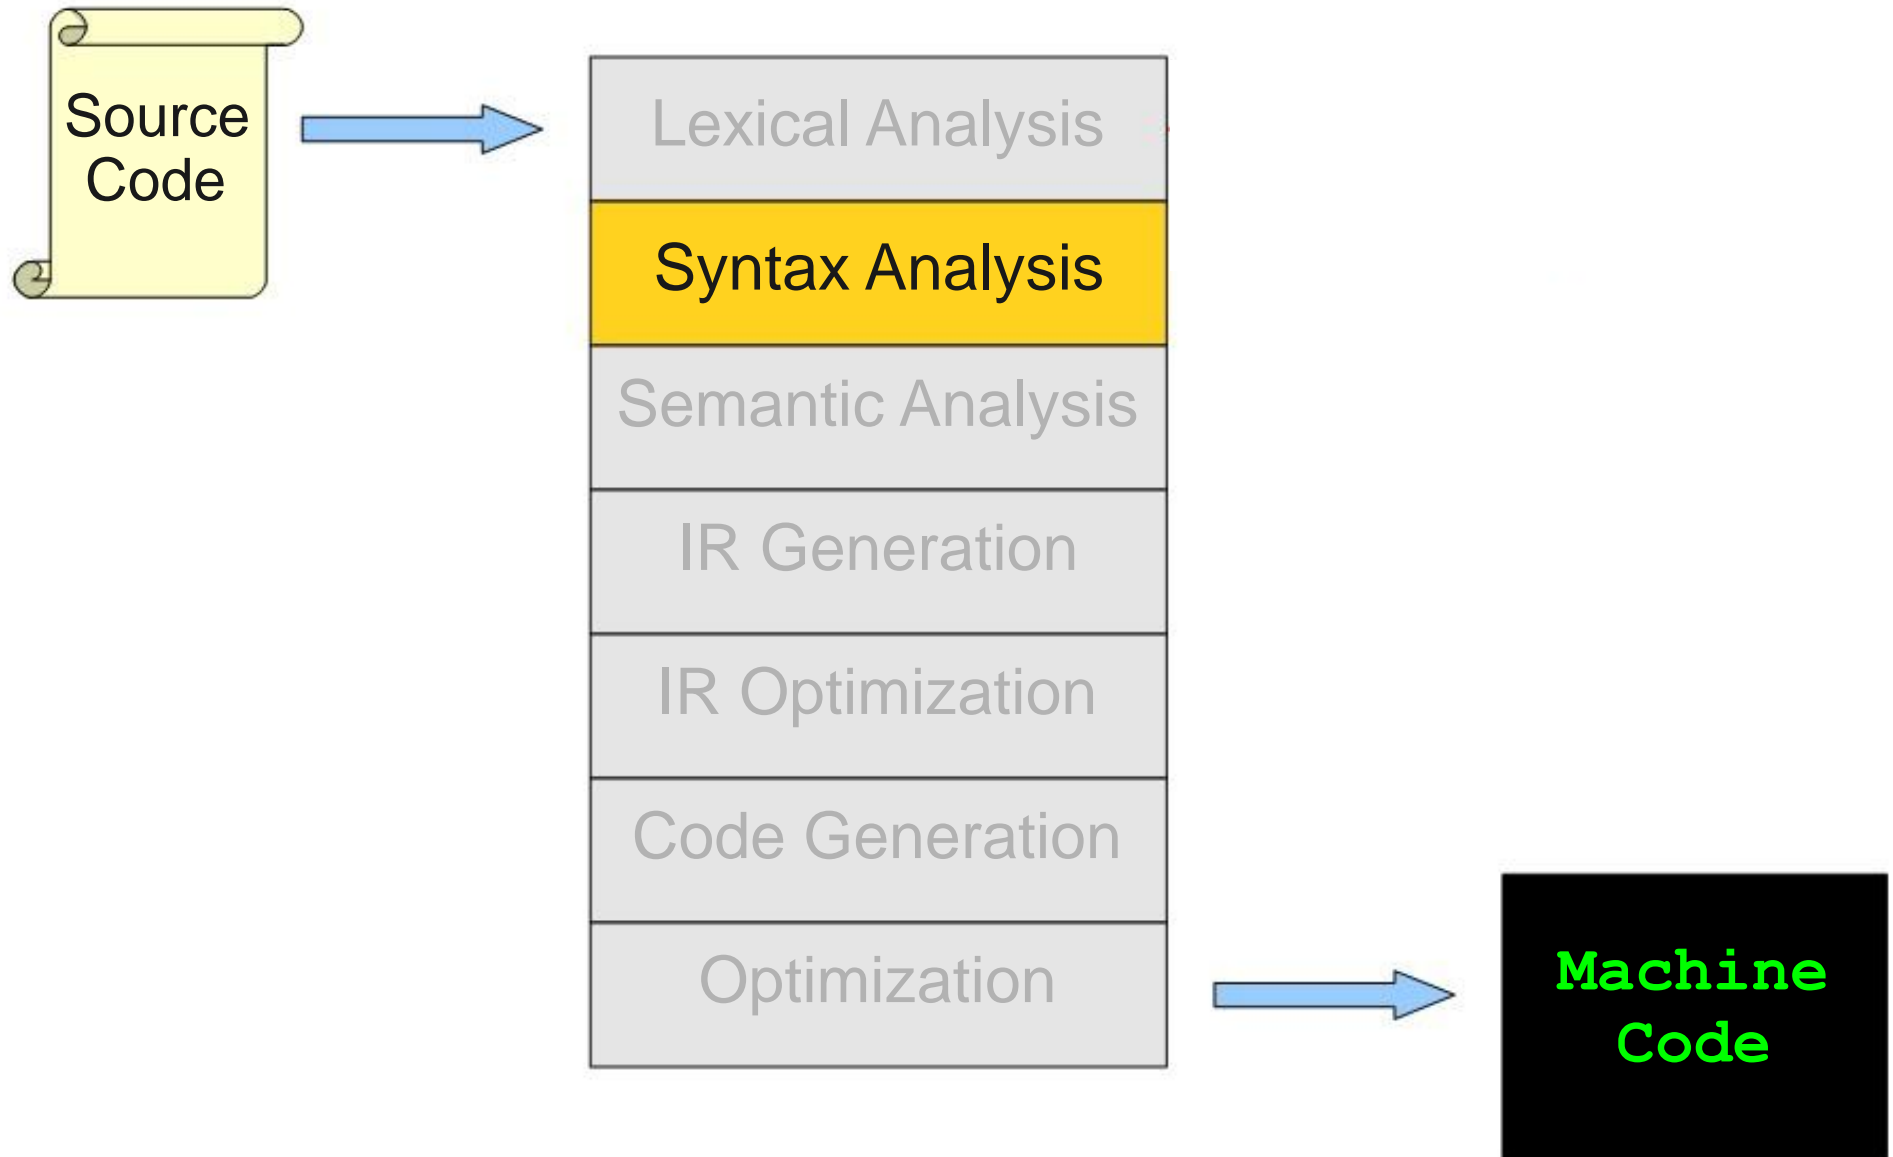 Source
Code
Lexical Analysis
Syntax Analysis
Semantic Analysis
IR Generation
IR Optimization
Code Generation
Optimization
Machine
Code